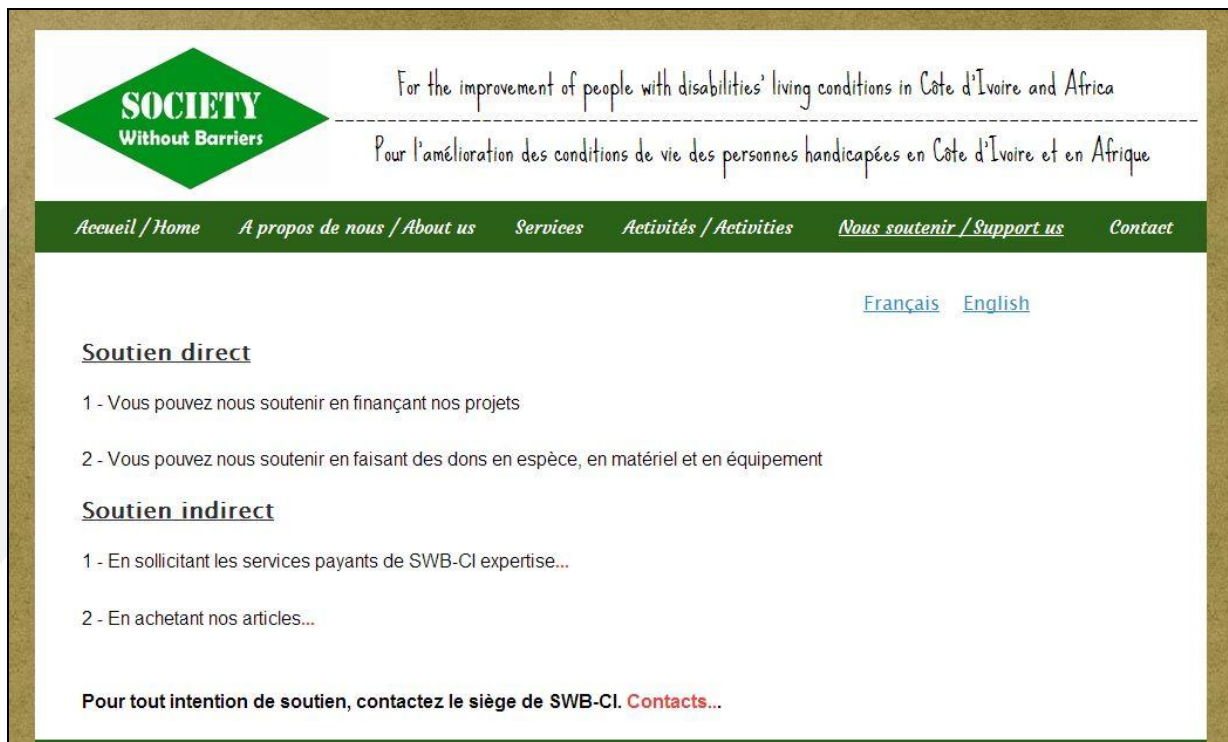 SOCIETY
Without Barriers
For the improvement of people with disabilities' living conditions in Côte d'Ivoire and Africa
Pour l'amélioration des conditions de vie des personnes handicapées en Côte d'Ivoire et en Afrique
Accueil / Home A propos de nous / About us Services Activités / Activities Nous soutenir / Support us Contact
Français English
Soutien direct
1 - Vous pouvez nous soutenir en finançant nos projets
2 - Vous pouvez nous soutenir en faisant des dons en espèce, en matériel et en équipement
Soutien indirect
1 - En sollicitant les services payants de SWB-CI expertise...
2 - En achetant nos articles...
Pour tout intention de soutien, contactez le siège de SWB-CI. Contacts...